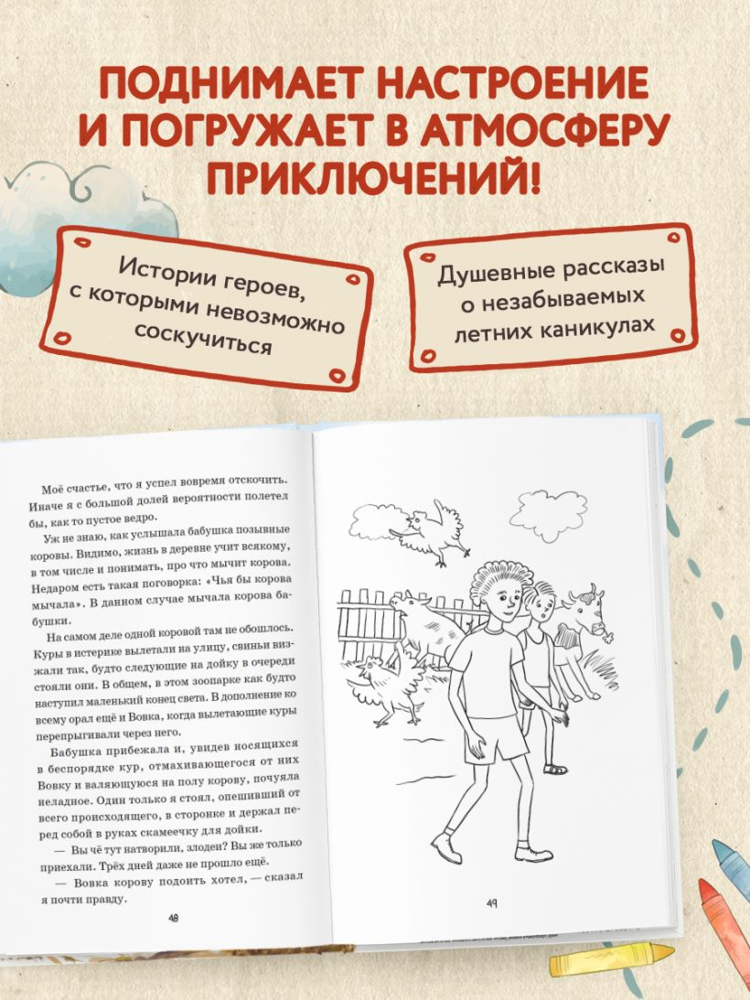 ПОДНИМАЕТ НАСТРОЕНИЕ
И ПОГРУЖАЕТ В АТМОСФЕРУ
ПРИКЛЮЧЕНИЙ!
Истории героев,
с которыми невозможно
соскучиться
Душевные рассказы
о незабываемых
летних каникулах
Моё счастье, что я успел вовремя отскочить.
Иначе я с большой долей вероятности полетел
бы, как то пустое ведро.
Уж не знаю, как услышала бабушка позывные
коровы. Видимо, жизнь в деревне учит всякому,
в том числе и понимать, про что мычит корова.
Недаром есть такая поговорка: «Чья бы корова
мычала». В данном случае мычала корова ба-
бушки.
На самом деле одной коровой там не обошлось.
Куры в истерике вылетали на улицу, свиньи виз-
жали так, будто следующие на дойку в очереди
стояли они. В общем, в этом зоопарке как будто
наступил маленький конец света. В дополнение ко
всему орал ещё и Вовка, когда вылетающие куры
перепрыгивали через него.
Бабушка прибежала и, увидев носящихся
в беспорядке кур, отмахивающегося от них
Вовку и валяющуюся на полу корову, почуяла
неладное. Один только я стоял, опешивший от
всего происходящего, в сторонке и держал пе-
ред собой в руках скамеечку для дойки.
— Вы чё тут натворили, злодеи? Вы же только
приехали. Трёх дней даже не прошло ещё.
— Вовка корову подоить хотел, — сказал
я почти правду.
48
49